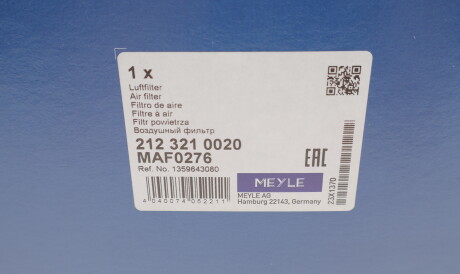 1 x
Luftfilter
Air filter
Filtro de aire
Filtre à air
Filtr powietrza
Воздушный фильтр
212 321 0020
MAF0276
Ref. No. 1359643080
4 040074 052211
EAC
MEYLE
MEYLE AG
Hamburg 22143, Germany
23X1370